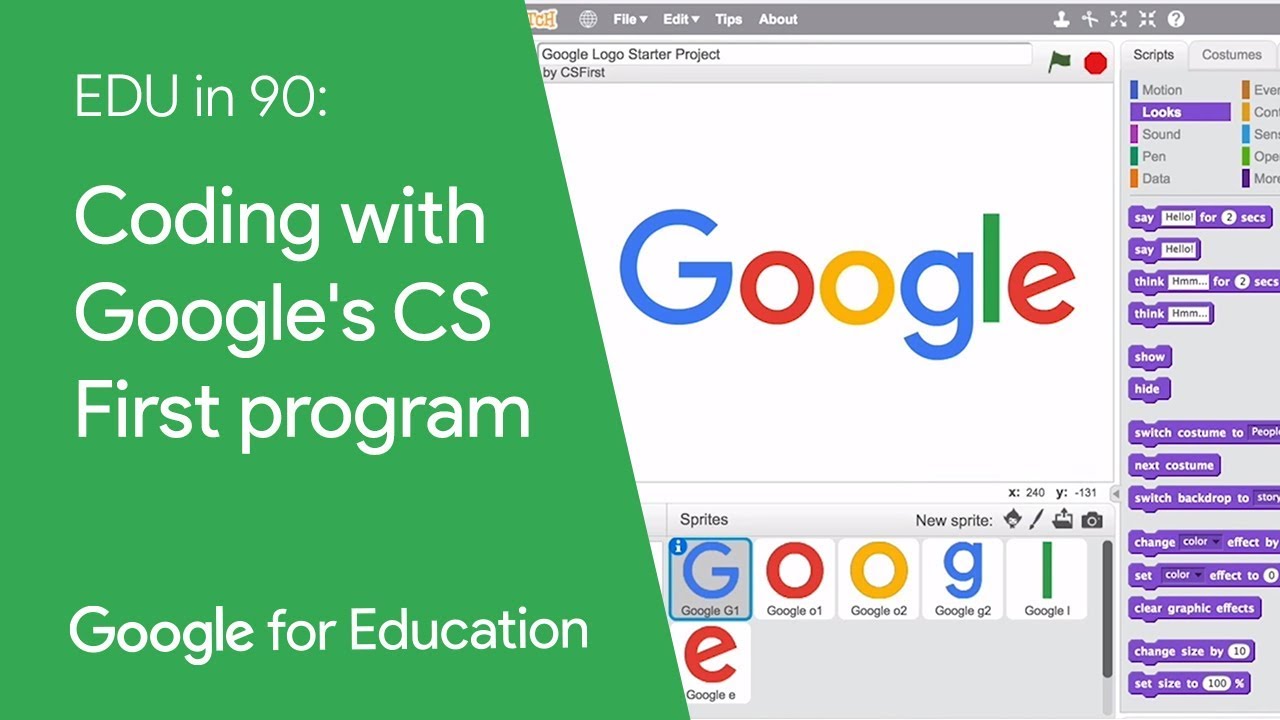 EDU in 90:
Coding with
Google's CS
First program
Google for Education
File Edit Tips About
Google Logo Starter Project
by CSFirst
Scripts Costumes
Motion
Looks
Sound
Pen
Data
More
say Hello! for 2 secs
say Hello!
think Hmm... for 2 secs
think Hmm...
show
hide
switch costume to
next costume
switch backdrop to
change color effect by
set color effect to 0
clear graphic effects
change size by 10
set size to 100 %
Google
x: 240 y: -131
Sprites New sprite:
G o o g l
Google G1 Google o1 Google o2 Google g2 Google l
e
Google e